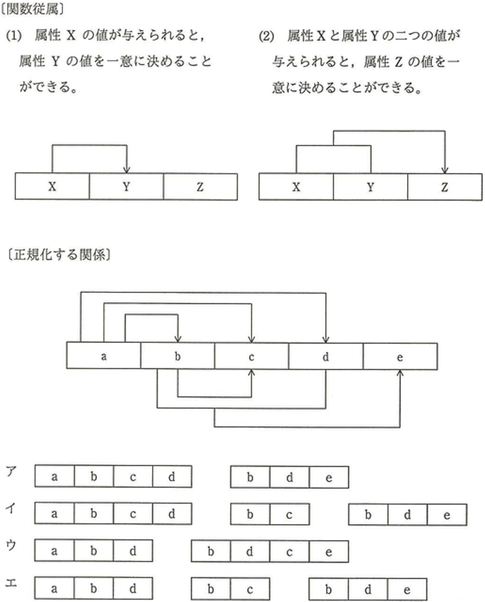 〔関数従属〕
(1) 属性 X の値が与えられると，
属性 Y の値を一意に決めること
ができる。
(2) 属性 X と属性 Y の二つの値が
与えられると，属性 Z の値を一
意に決めることができる。
X Y Z
X Y Z
〔正規化する関係〕
a b c d e
ア a b c d b d e
イ a b c d b c b d e
ウ a b d b d c e
エ a b d b c b d e